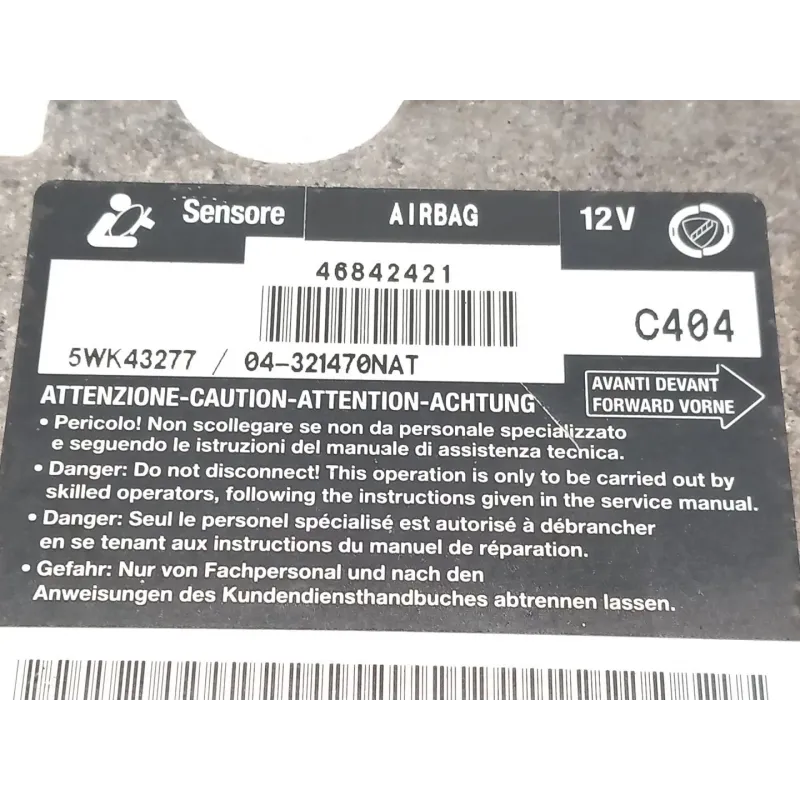 Sensore AIRBAG 12V
46842421
C404
5WK43277 / 04-321470NAT
ATTENZIONE-CAUTION-ATTENTION-ACHTUNG
AVANTI DEVANT
FORWARD VORNE
• Pericolo! Non scollegare se non da personale specializzato
e seguendo le istruzioni del manuale di assistenza tecnica.
• Danger: Do not disconnect! This operation is only to be carried out by
skilled operators, following the instructions given in the service manual.
• Danger: Seul le personel spécialisé est autorisé à débrancher
en se tenant aux instructions du manuel de réparation.
• Gefahr: Nur von Fachpersonal und nach den
Anweisungen des Kundendiensthandbuches abtrennen lassen.